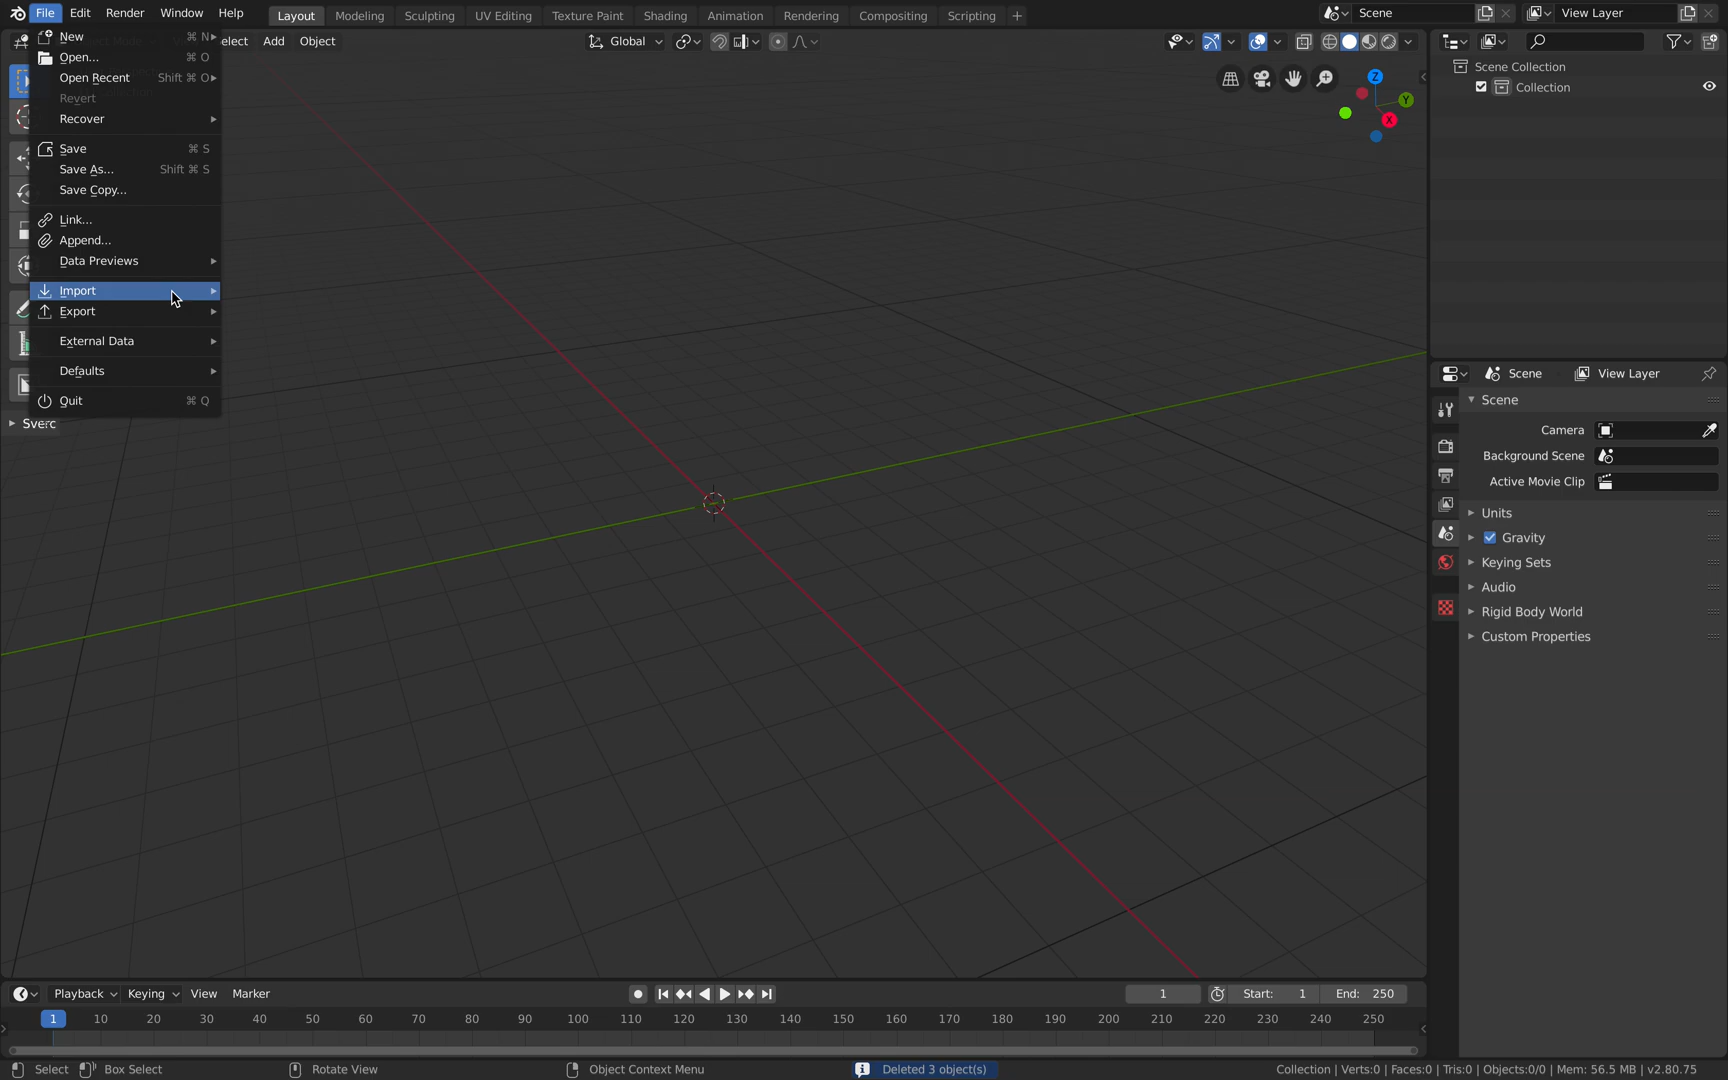 File Edit Render Window Help Layout Modeling Sculpting UV Editing Texture Paint Shading Animation Rendering Compositing Scripting + Scene View Layer
elect Add Object Global
New ⌘ N
Open... ⌘ O
Open Recent Shift ⌘ O
Revert
Recover
Save ⌘ S
Save As... Shift ⌘ S
Save Copy...
Link...
Append...
Data Previews
Import
Export
External Data
Defaults
Quit ⌘ Q
Sverc
Z
Y
X
Scene Collection
Collection
Scene View Layer
Scene
Camera
Background Scene
Active Movie Clip
Units
Gravity
Keying Sets
Audio
Rigid Body World
Custom Properties
Playback Keying View Marker 1 Start: 1 End: 250
1 10 20 30 40 50 60 70 80 90 100 110 120 130 140 150 160 170 180 190 200 210 220 230 240 250
Select Box Select Rotate View Object Context Menu Deleted 3 object(s) Collection | Verts:0 | Faces:0 | Tris:0 | Objects:0/0 | Mem: 56.5 MB | v2.80.75